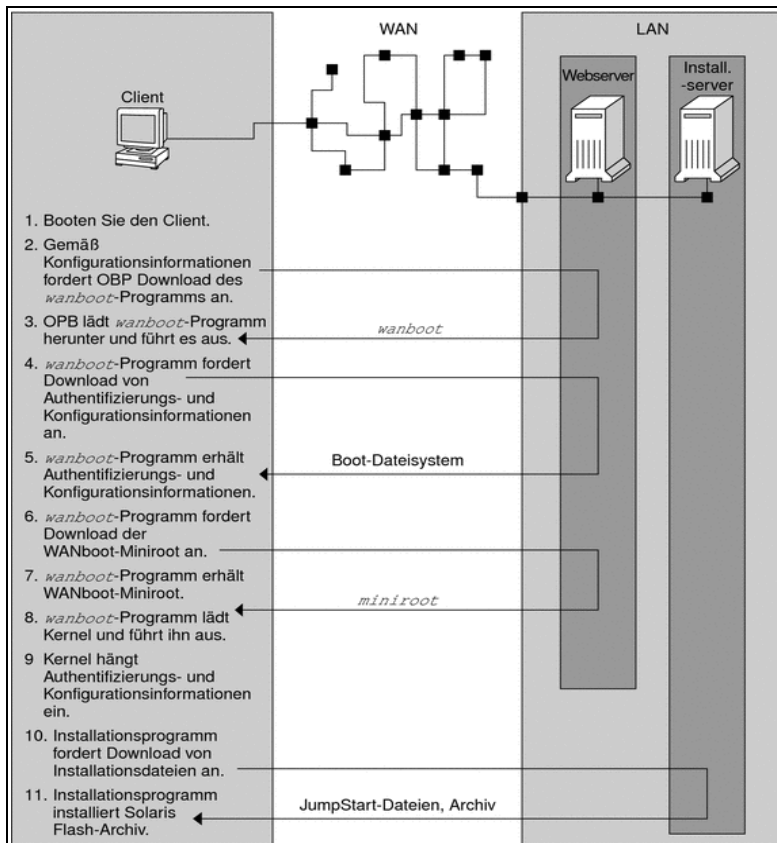 WAN
LAN
Client
Webserver
Install.
-server
1. Booten Sie den Client.
2. Gemäß
Konfigurationsinformationen
fordert OBP Download des
wanboot-Programms an.
3. OPB lädt wanboot-Programm
herunter und führt es aus.
wanboot
4. wanboot-Programm fordert
Download von
Authentifizierungs- und
Konfigurationsinformationen
an.
5. wanboot-Programm erhält
Authentifizierungs- und
Konfigurationsinformationen.
Boot-Dateisystem
6. wanboot-Programm fordert
Download der
WANboot-Miniroot an.
7. wanboot-Programm erhält
WANboot-Miniroot.
miniroot
8. wanboot-Programm lädt
Kernel und führt ihn aus.
9 Kernel hängt
Authentifizierungs- und
Konfigurationsinformationen
ein.
10. Installationsprogramm
fordert Download von
Installationsdateien an.
11. Installationsprogramm
installiert Solaris
Flash-Archiv.
JumpStart-Dateien, Archiv